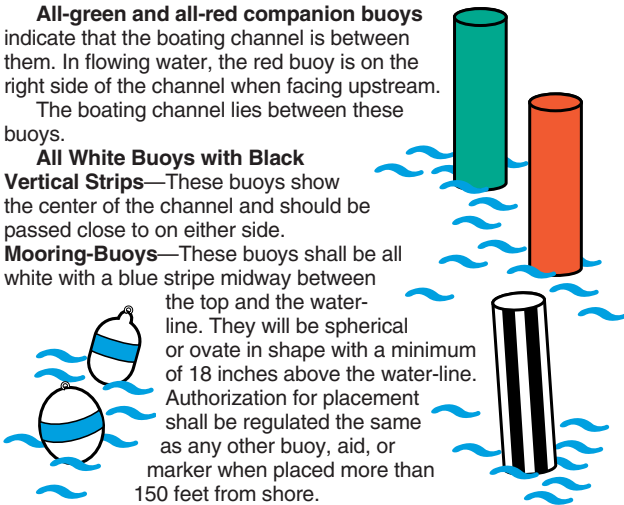 All-green and all-red companion buoys
indicate that the boating channel is between
them. In flowing water, the red buoy is on the
right side of the channel when facing upstream.
The boating channel lies between these
buoys.
All White Buoys with Black
Vertical Strips—These buoys show
the center of the channel and should be
passed close to on either side.
Mooring-Buoys—These buoys shall be all
white with a blue stripe midway between
the top and the water-
line. They will be spherical
or ovate in shape with a minimum
of 18 inches above the water-line.
Authorization for placement
shall be regulated the same
as any other buoy, aid, or
marker when placed more than
150 feet from shore.